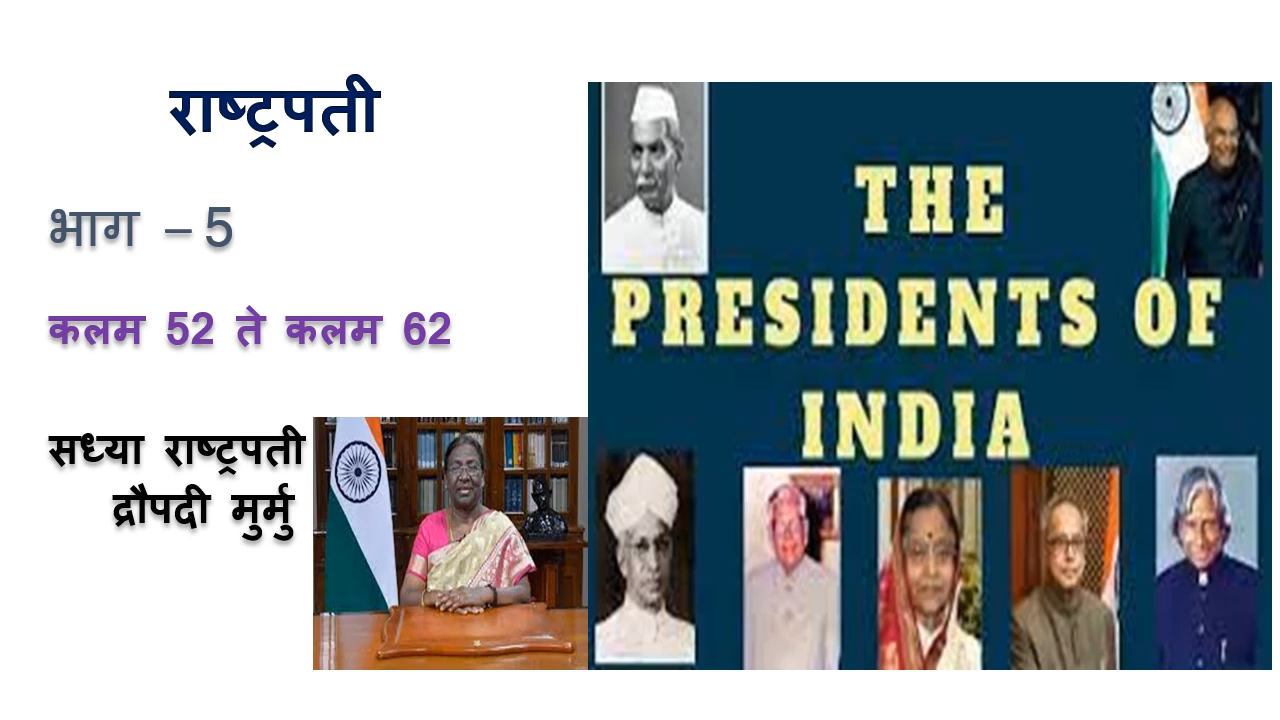 राष्ट्रपती
भाग – 5
कलम 52 ते कलम 62
सध्या राष्ट्रपती
द्रौपदी मुर्मु
THE
PRESIDENTS OF
INDIA